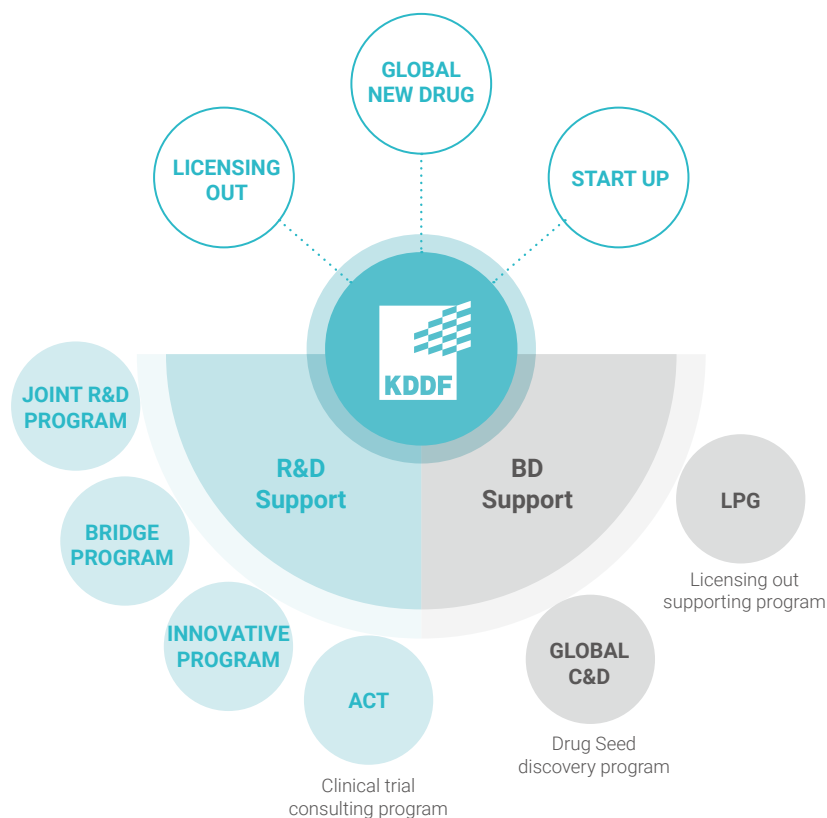 GLOBAL
NEW DRUG
LICENSING
OUT
START UP
KDDF
JOINT R&D
PROGRAM
R&D
Support
BD
Support
BRIDGE
PROGRAM
LPG
Licensing out
supporting program
INNOVATIVE
PROGRAM
GLOBAL
C&D
Drug Seed
discovery program
ACT
Clinical trial
consulting program